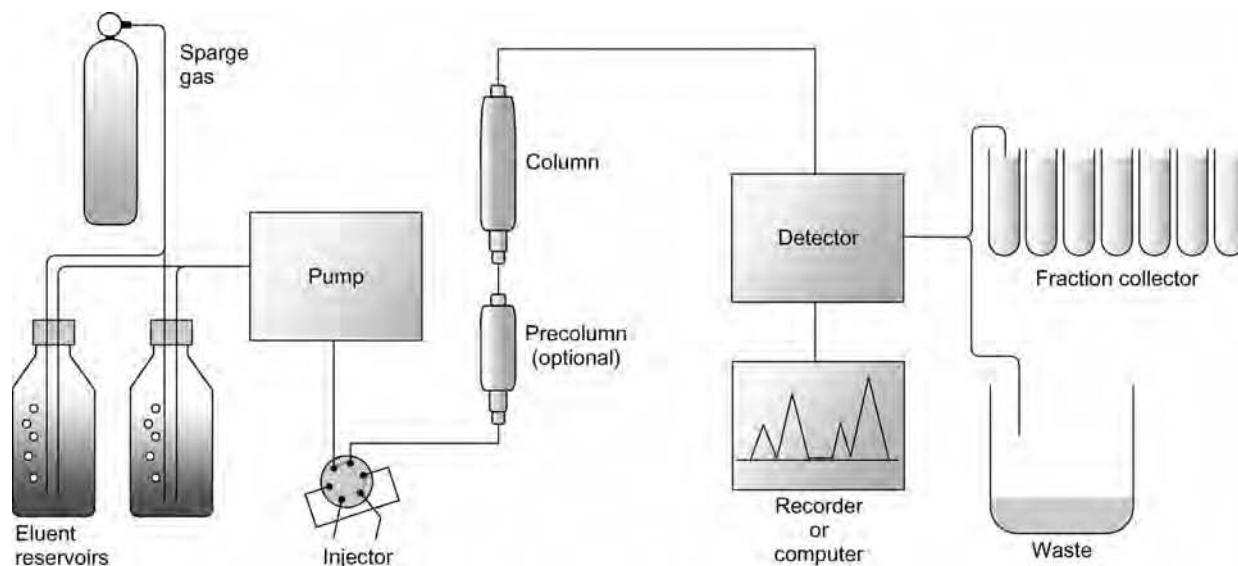 Sparge
gas
Column
Pump
Detector
Fraction collector
Precolumn
(optional)
Eluent
reservoirs
Injector
Recorder
or
computer
Waste